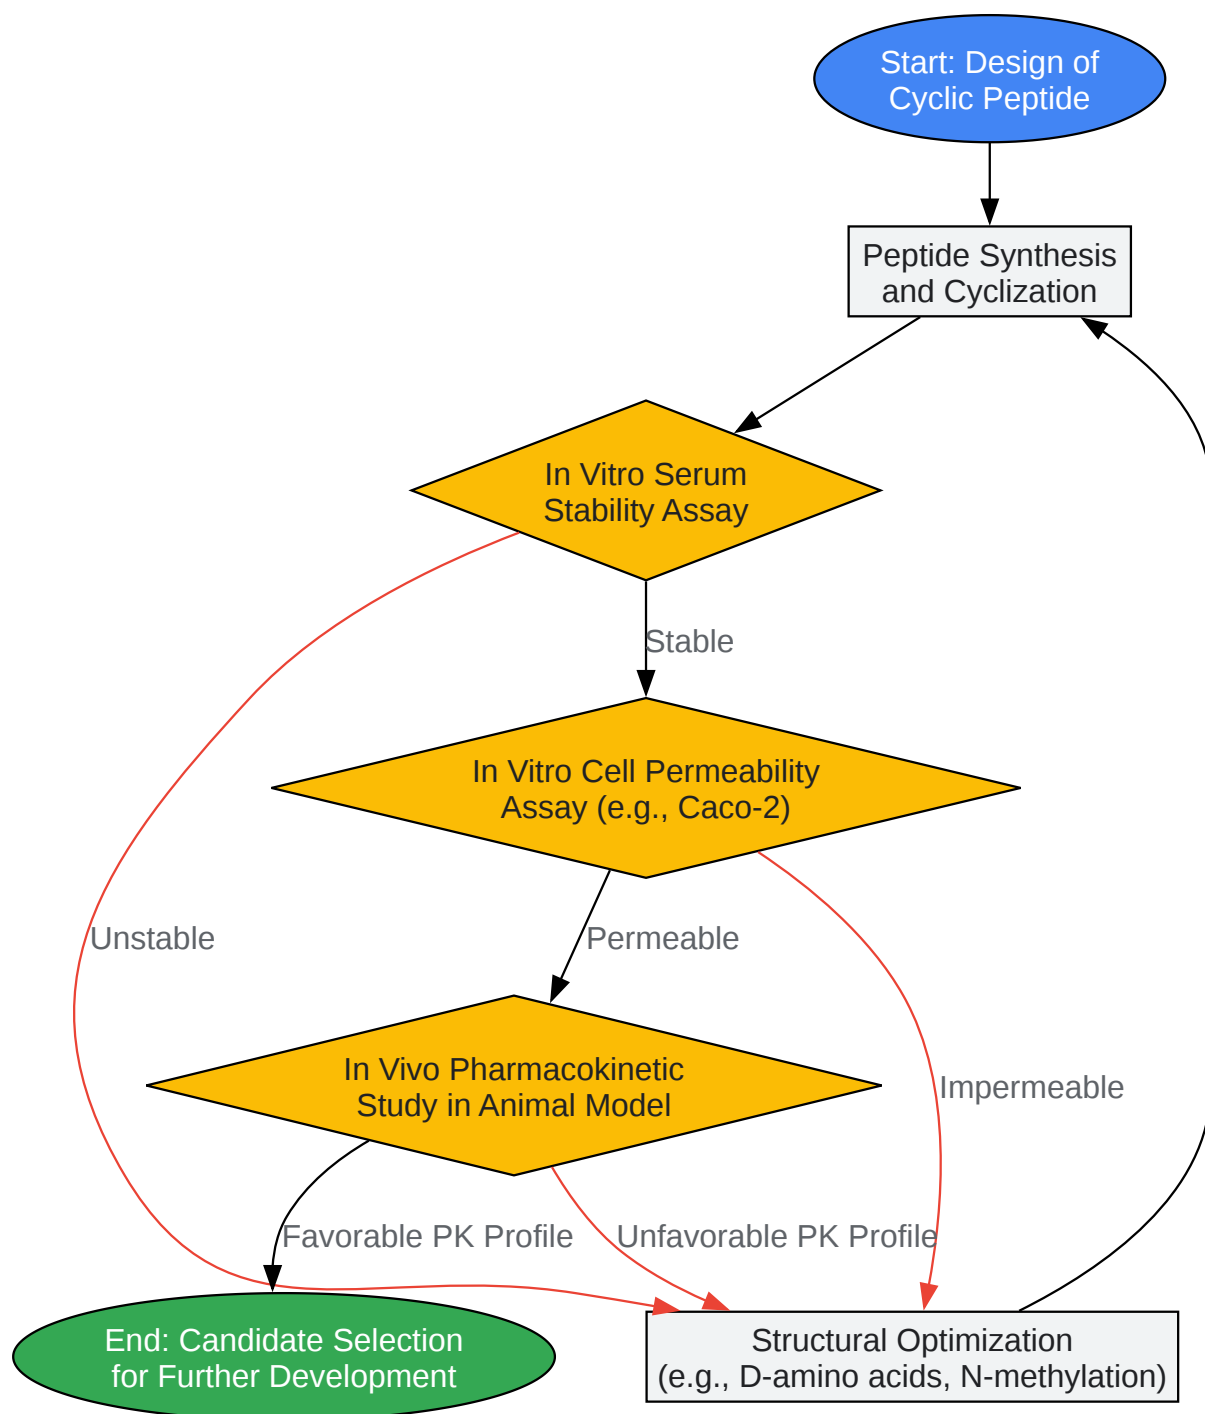 Start: Design of
Cyclic Peptide
Peptide Synthesis
and Cyclization
In Vitro Serum
Stability Assay
Stable
In Vitro Cell Permeability
Assay (e.g., Caco-2)
Unstable
Permeable
In Vivo Pharmacokinetic
Study in Animal Model
Impermeable
Favorable PK Profile
Unfavorable PK Profile
End: Candidate Selection
for Further Development
Structural Optimization
(e.g., D-amino acids, N-methylation)